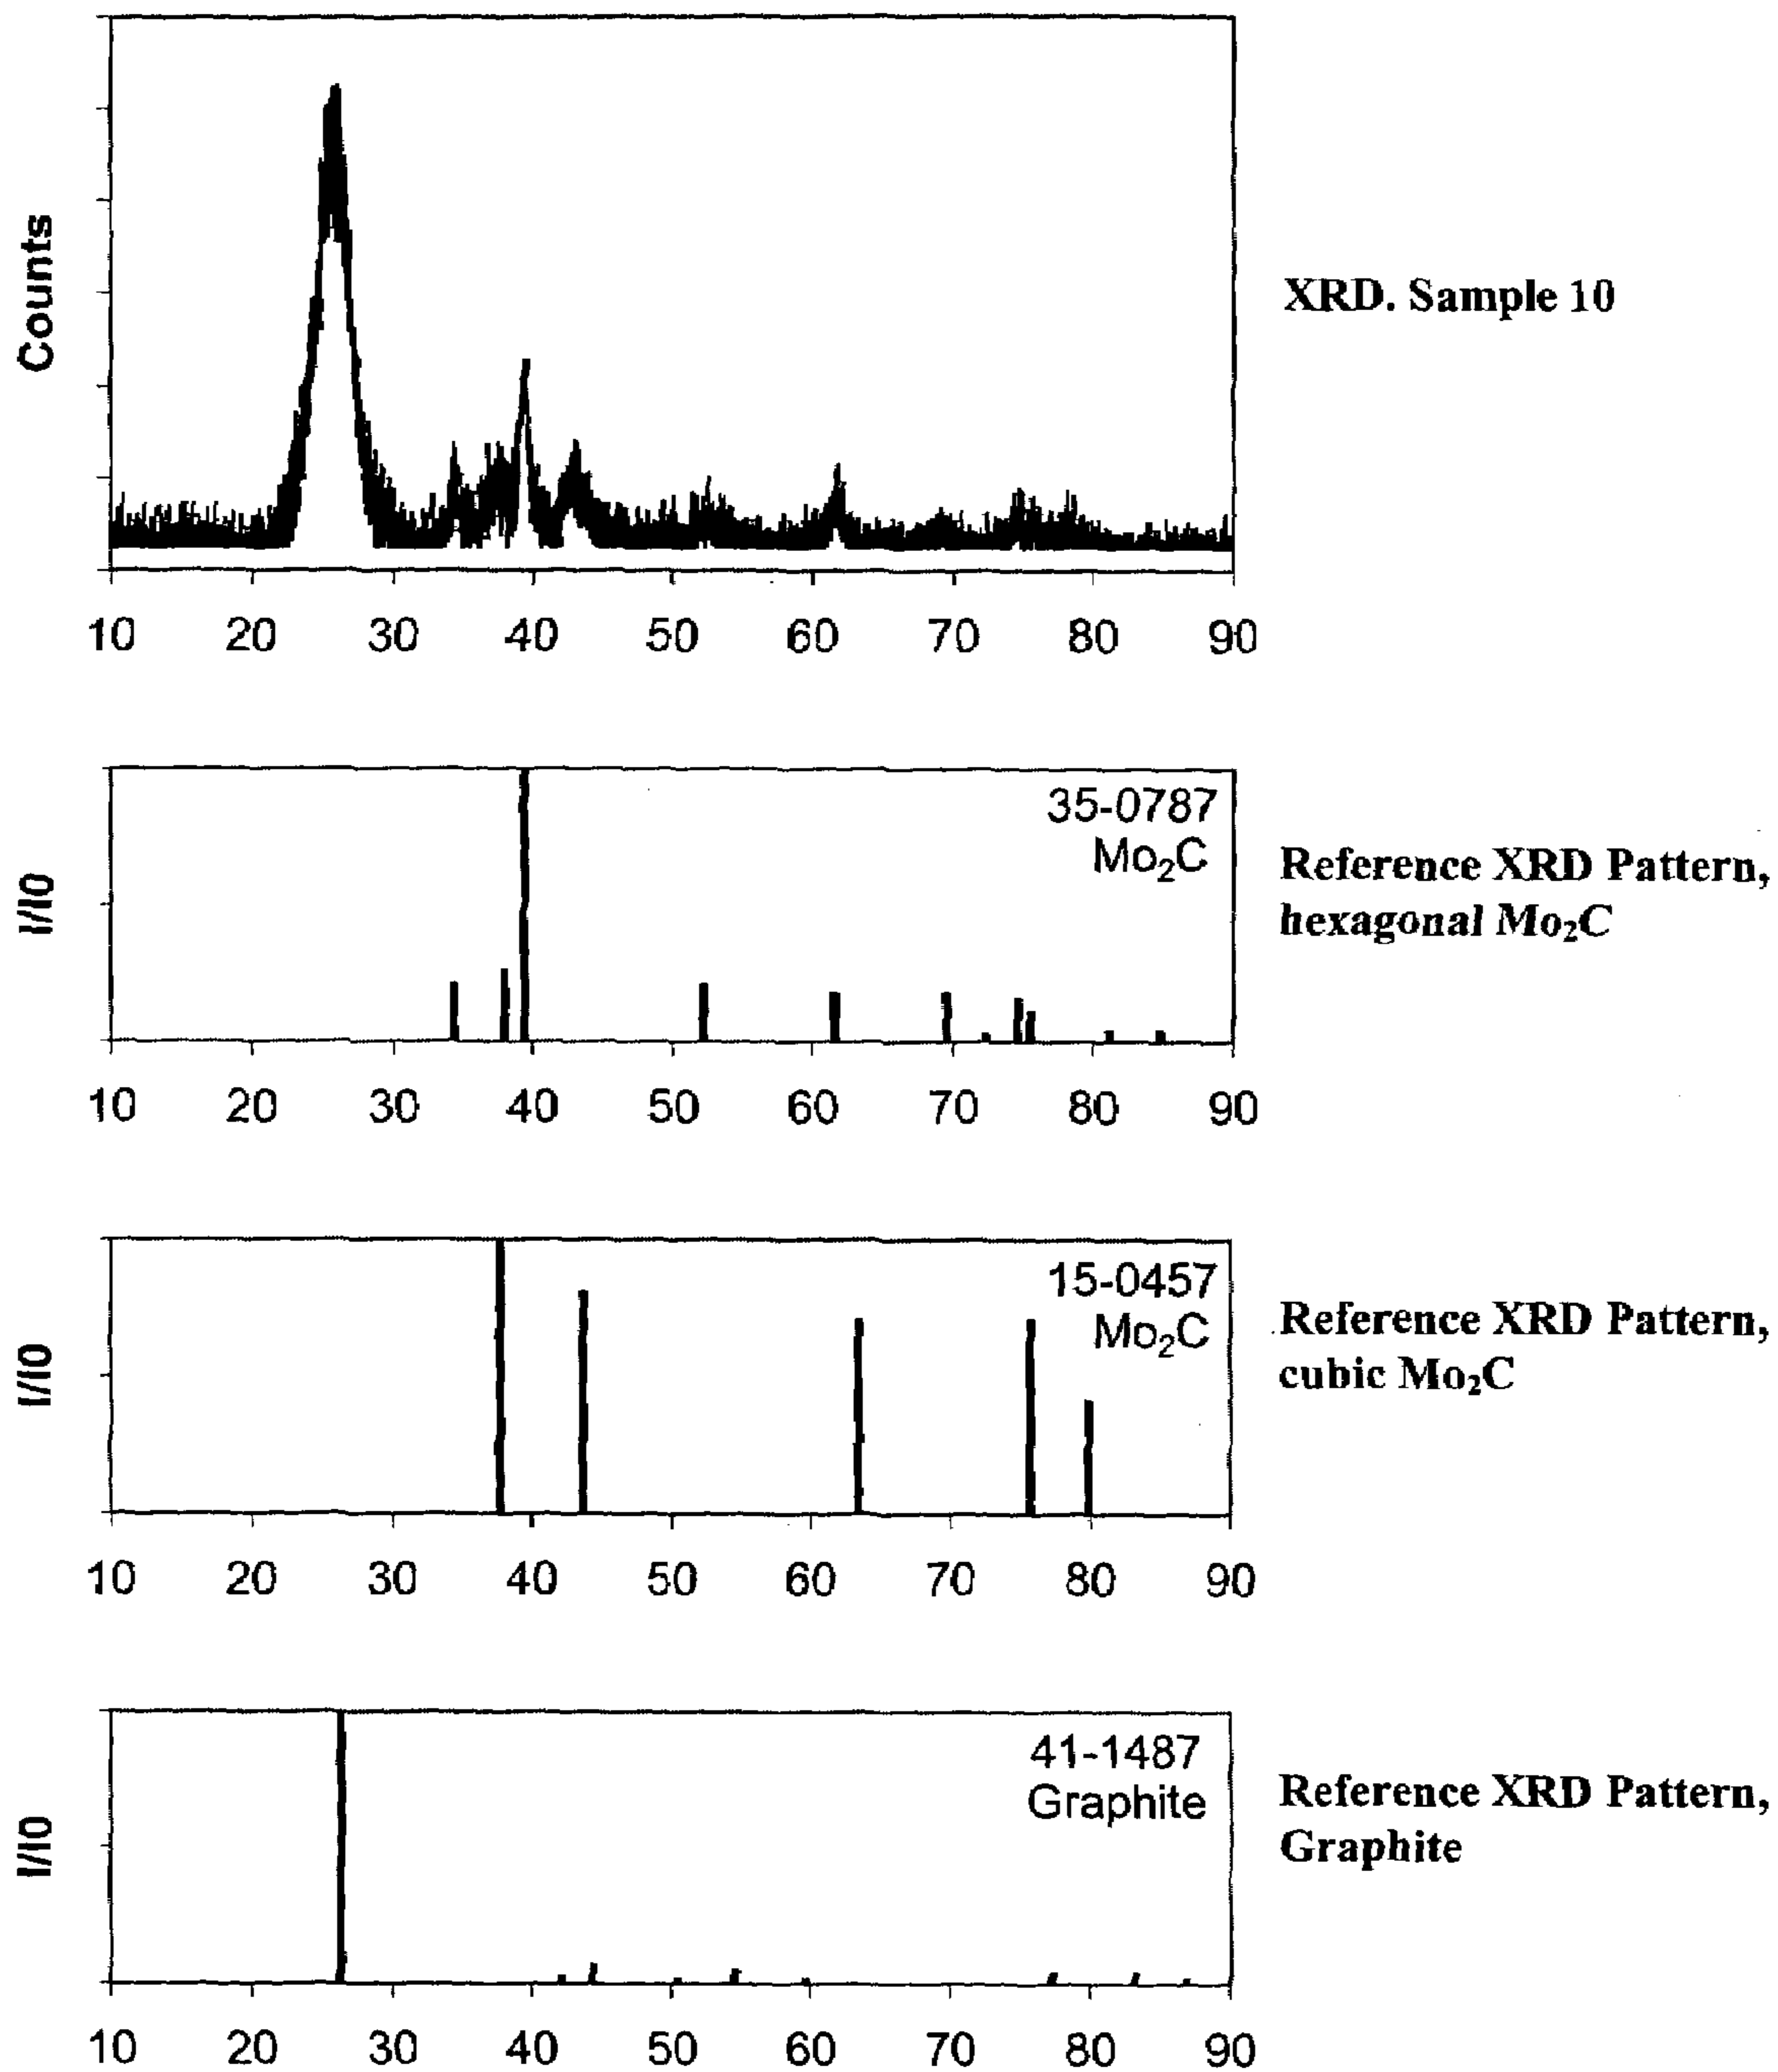 Counts
XRD. Sample 10
10 20 30 40 50 60 70 80 90
I/I0
35-0787
Mo₂C
Reference XRD Pattern,
hexagonal Mo₂C
10 20 30 40 50 60 70 80 90
I/I0
15-0457
Mo₂C
Reference XRD Pattern,
cubic Mo₂C
10 20 30 40 50 60 70 80 90
I/I0
41-1487
Graphite
Reference XRD Pattern,
Graphite
10 20 30 40 50 60 70 80 90